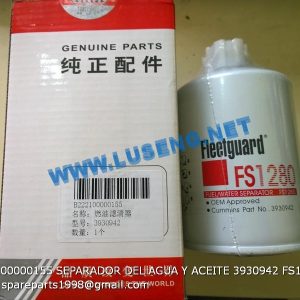 GENUINE PARTS
纯正配件
WWW.LUSENG.NET
Fleetguard
FS1280
FUEL/WATER SEPARATOR
OEM Approved
Cummins Part No. 3930942
B222100000155
名称: 燃油滤清器
型号: 3930942
数量: 1个
00000155 SEPARADOR DEL AGUA Y ACEITE 3930942 FS1
spareparts1998@gmail.com